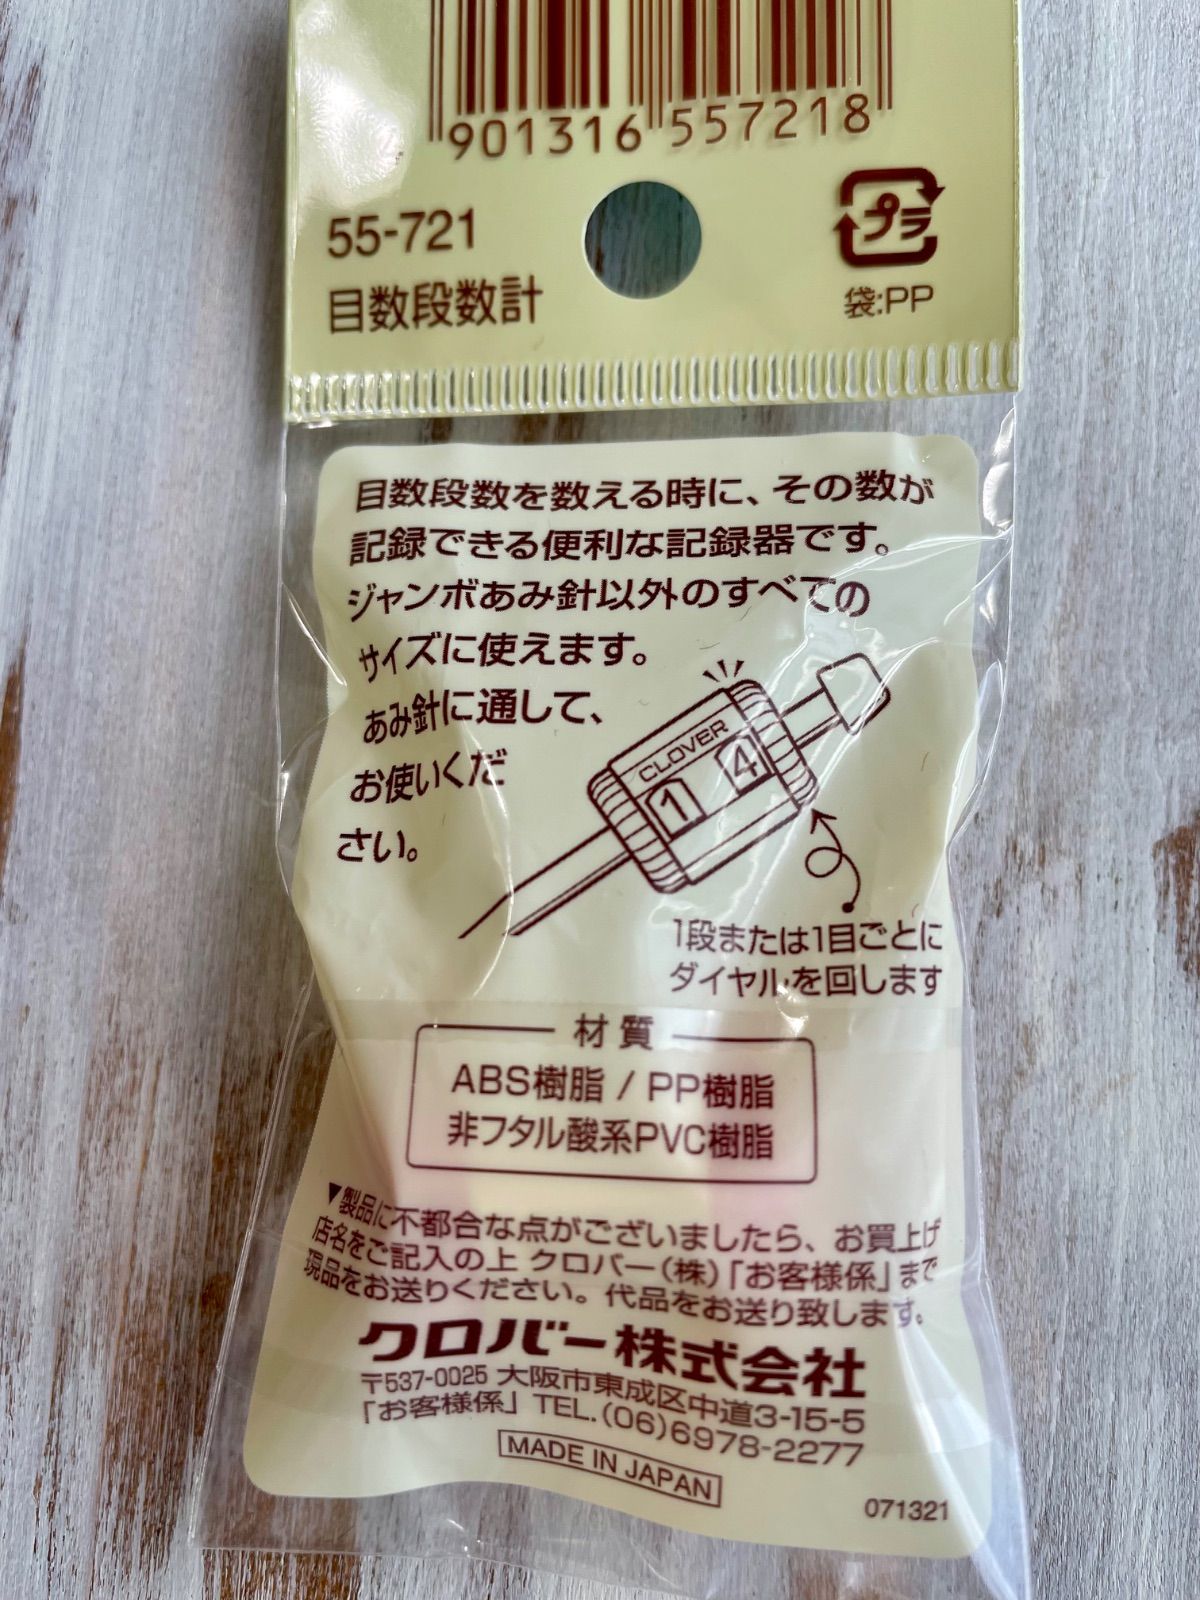 901316 557218
55-721
目数段数計
プラ
袋:PP
目数段数を数える時に、その数が
記録できる便利な記録器です。
ジャンボあみ針以外のすべての
サイズに使えます。
あみ針に通して、
お使いくだ
さい。
CLOVER
1 4
1段または1目ごとに
ダイヤルを回します
材質
ABS樹脂 / PP樹脂
非フタル酸系PVC樹脂
▼製品に不都合な点がございましたら、お買上げ
店名をご記入の上 クロバー(株)「お客様係」まで
現品をお送りください。代品をお送り致します。
クロバー株式会社
〒537-0025 大阪市東成区中道3-15-5
「お客様係」 TEL.(06)6978-2277
MADE IN JAPAN
071321